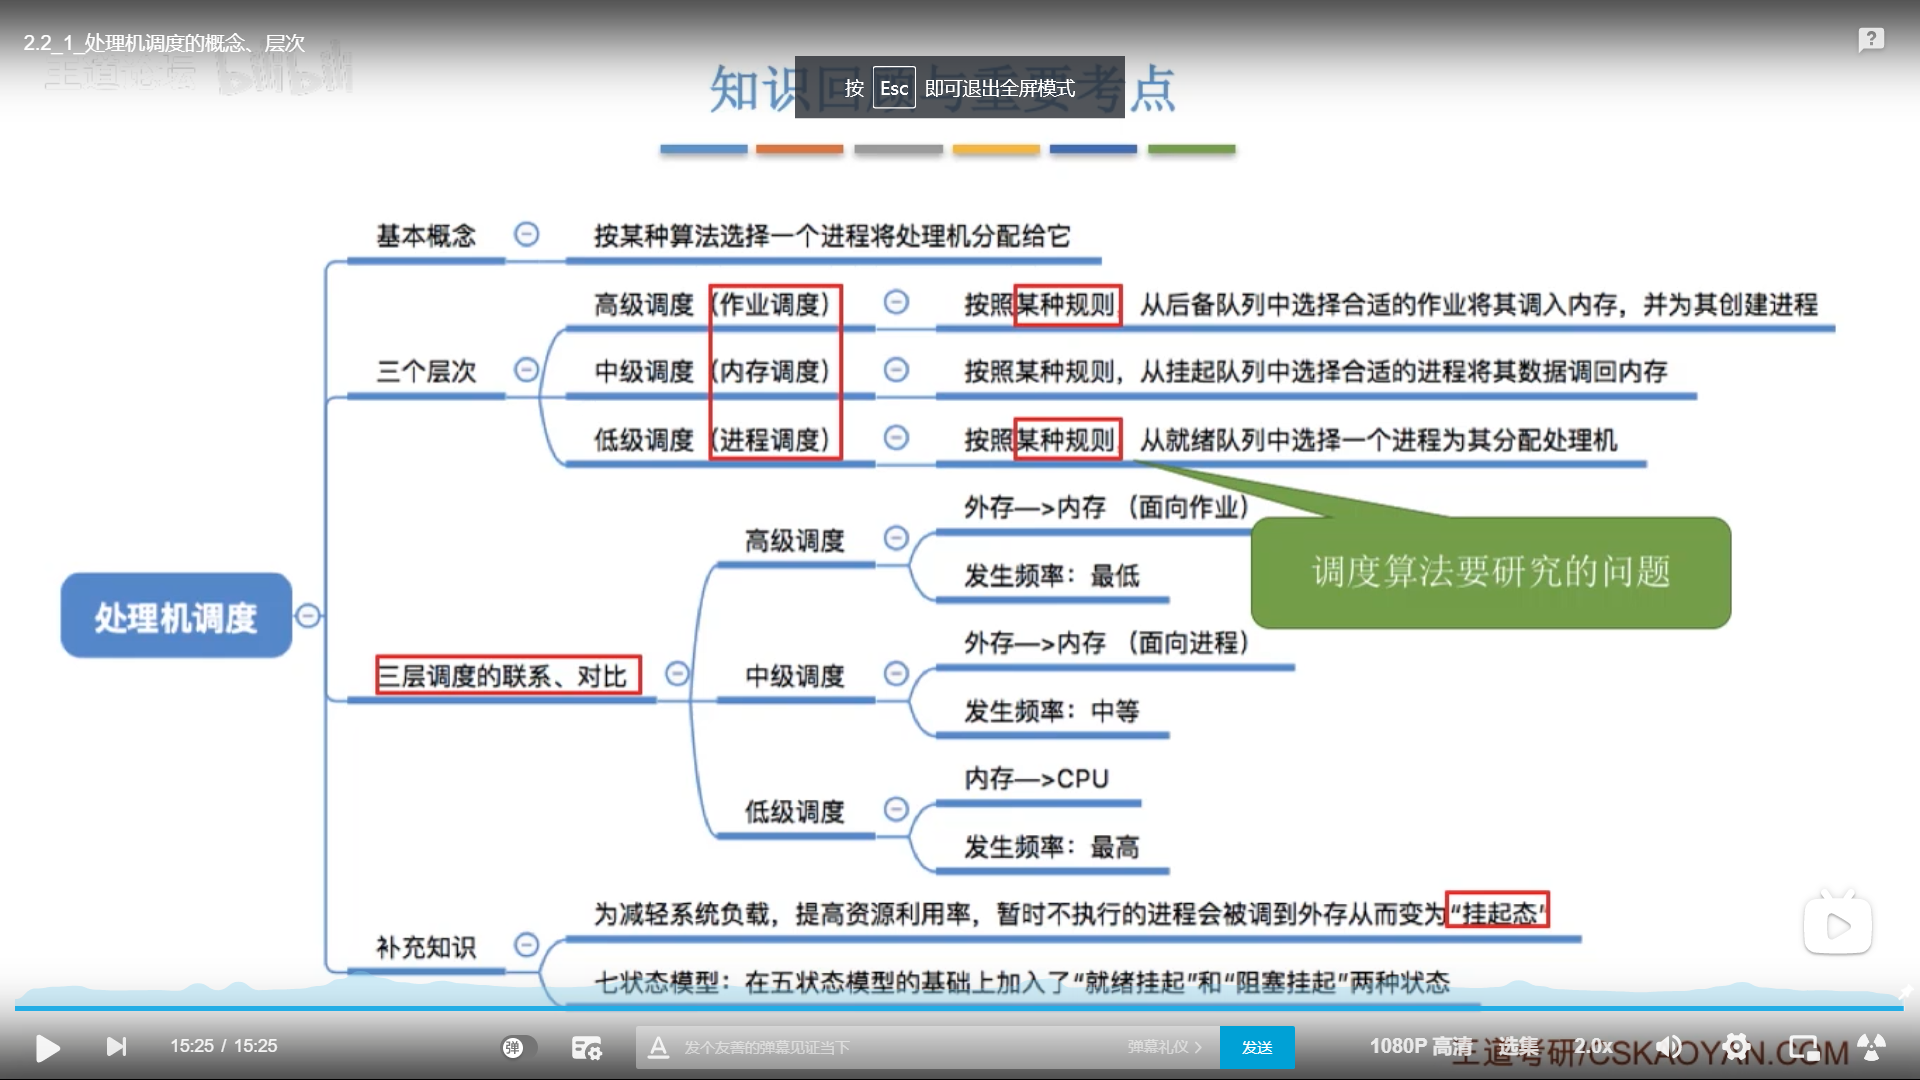 2.2_1_处理机调度的概念、层次
王道论坛 bilibili
知识回顾与重要考点
按 Esc 即可退出全屏模式
基本概念
按某种算法选择一个进程将处理机分配给它
高级调度（作业调度）
按照某种规则，从后备队列中选择合适的作业将其调入内存，并为其创建进程
三个层次
中级调度（内存调度）
按照某种规则，从挂起队列中选择合适的进程将其数据调回内存
低级调度（进程调度）
按照某种规则，从就绪队列中选择一个进程为其分配处理机
外存—>内存 （面向作业）
高级调度
调度算法要研究的问题
发生频率：最低
处理机调度
外存—>内存 （面向进程）
三层调度的联系、对比
中级调度
发生频率：中等
内存—>CPU
低级调度
发生频率：最高
为减轻系统负载，提高资源利用率，暂时不执行的进程会被调到外存从而变为“挂起态”
补充知识
七状态模型：在五状态模型的基础上加入了“就绪挂起”和“阻塞挂起”两种状态
15:25 / 15:25
弹
发个友善的弹幕见证当下
弹幕礼仪
发送
1080P 高清
选集
2.0x
王道考研/CSKAOYAN.COM